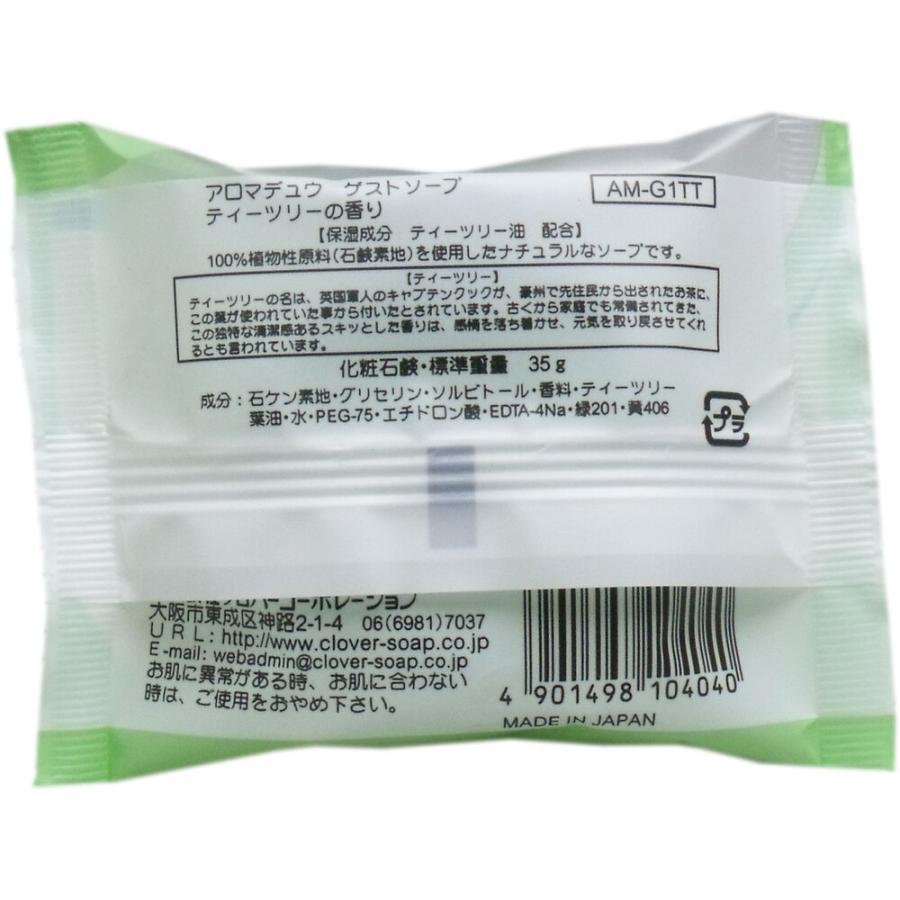 アロマデュウ ゲストソープ
AM-G1TT
ティーツリーの香り
【保湿成分 ティーツリー油 配合】
100%植物性原料(石鹸素地)を使用したナチュラルなソープです。
【ティーツリー】
ティーツリーの名は、英国軍人のキャプテンクックが、豪州で先住民から出されたお茶に、
この葉が使われていた事から付いたとされています。古くから家庭でも常備されてきた、
この独特な清潔感あるスキッとした香りは、感情を落ち着かせ、元気を取り戻させてくれ
るとも言われています。
化粧石鹸・標準重量 35g
成分：石ケン素地・グリセリン・ソルビトール・香料・ティーツリー
葉油・水・PEG-75・エチドロン酸・EDTA-4Na・緑201・黄406
プラ
クローバーコーポレーション
大阪市東成区神路2-1-4 06(6981)7037
URL: http://www.clover-soap.co.jp
E-mail: webadmin@clover-soap.co.jp
お肌に異常がある時、お肌に合わない
時は、ご使用をおやめ下さい。
4 901498 104040
MADE IN JAPAN